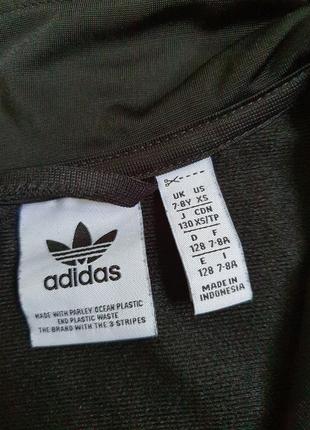 adidas
MADE WITH PARLEY OCEAN PLASTIC
END PLASTIC WASTE
THE BRAND WITH THE 3 STRIPES
UK US
7-8Y XS
J CDN
130 XS/TP
D F
128 7-8A
E I
128 7-8A
MADE IN
INDONESIA